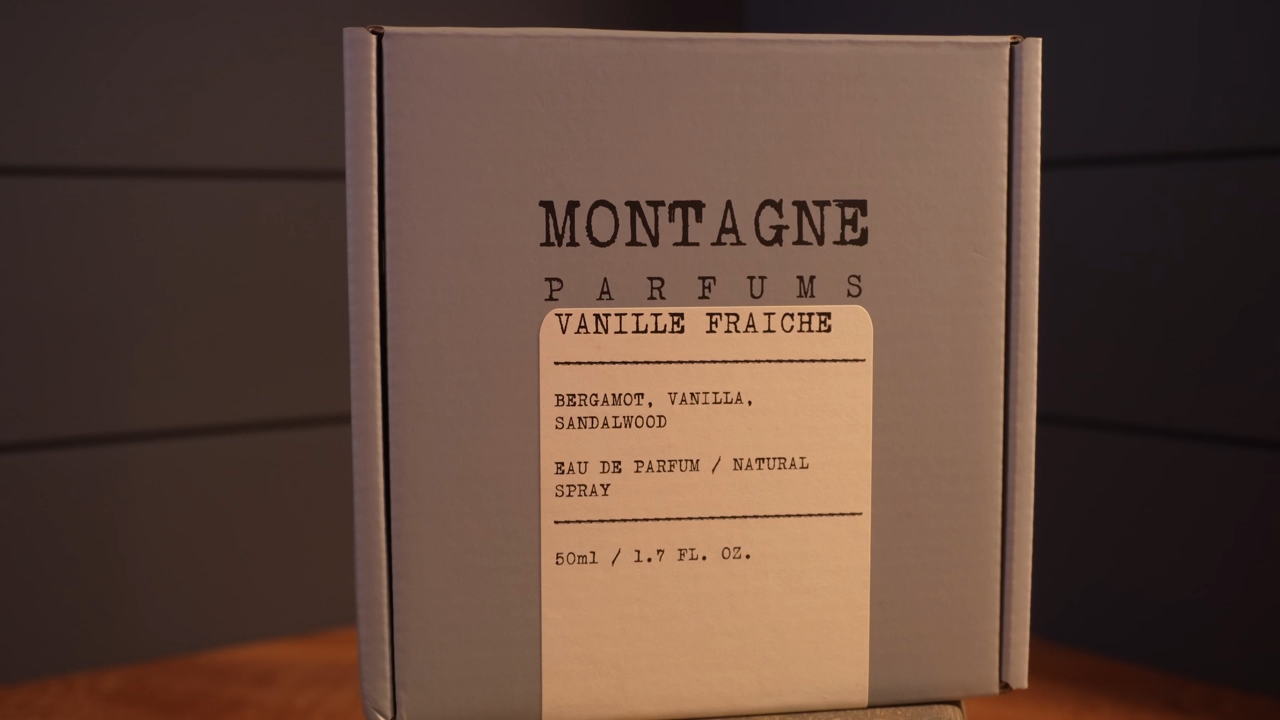 MONTAGNE
PARFUMS
VANILLE FRAICHE
BERGAMOT, VANILLA,
SANDALWOOD
EAU DE PARFUM / NATURAL
SPRAY
50ml / 1.7 FL. OZ.